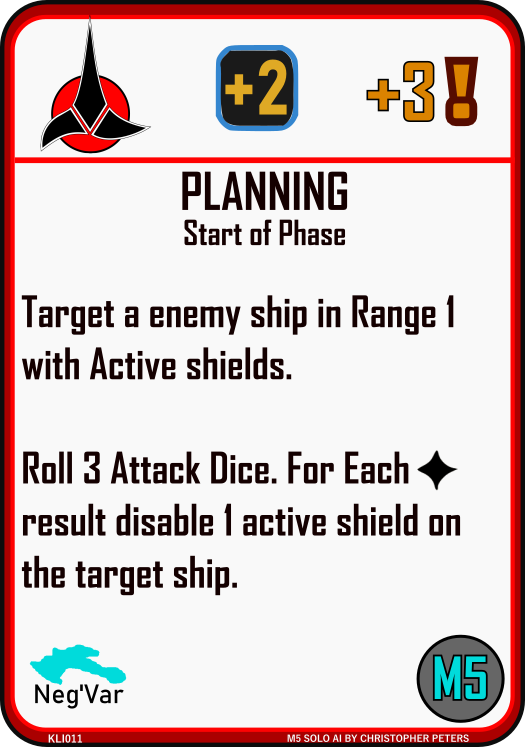 +2
+3!
PLANNING
Start of Phase
Target a enemy ship in Range 1
with Active shields.
Roll 3 Attack Dice. For Each
result disable 1 active shield on
the target ship.
Neg'Var
M5
KLI011
M5 SOLO AI BY CHRISTOPHER PETERS